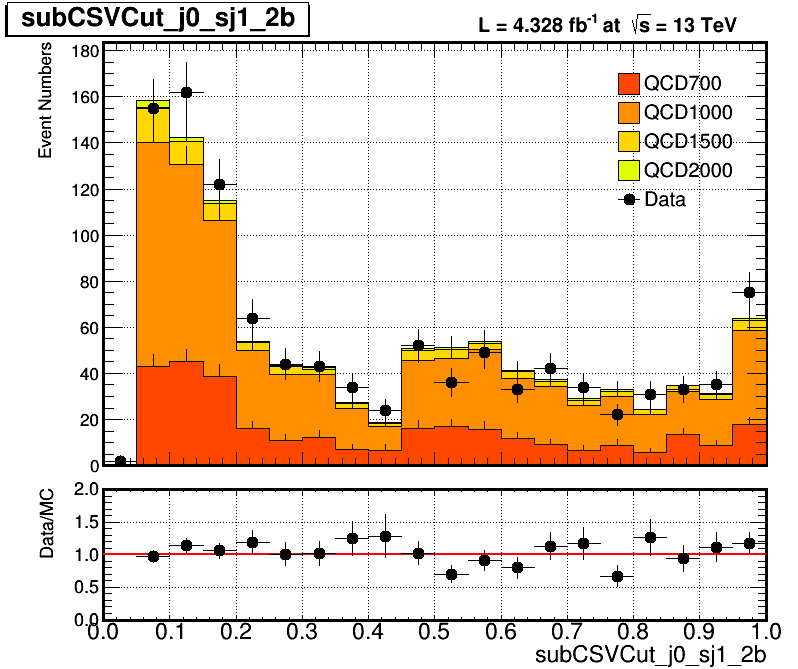 subCSVCut_j0_sj1_2b
L = 4.328 fb-1 at √s = 13 TeV
Event Numbers
180
160
140
120
100
80
60
40
20
0
QCD700
QCD1000
QCD1500
QCD2000
Data
Data/MC
2.0
1.5
1.0
0.5
0.0
0.0 0.1 0.2 0.3 0.4 0.5 0.6 0.7 0.8 0.9 1.0
subCSVCut_j0_sj1_2b